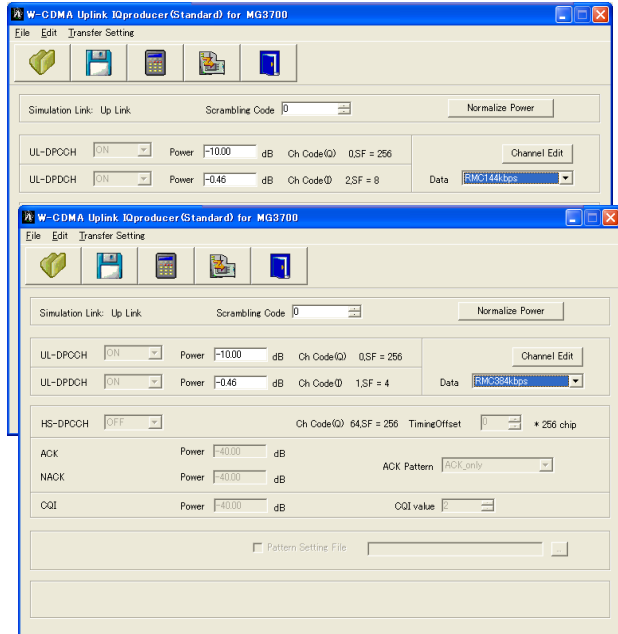 W-CDMA Uplink IQproducer(Standard) for MG3700
File Edit Transfer Setting
Simulation Link: Up Link Scrambling Code 0 Normalize Power
UL-DPCCH ON Power -10.00 dB Ch Code(Q) 0,SF = 256 Channel Edit
UL-DPDCH ON Power -0.46 dB Ch Code(I) 2,SF = 8 Data RMC144kbps
W-CDMA Uplink IQproducer(Standard) for MG3700
File Edit Transfer Setting
Simulation Link: Up Link Scrambling Code 0 Normalize Power
UL-DPCCH ON Power -10.00 dB Ch Code(Q) 0,SF = 256 Channel Edit
UL-DPDCH ON Power -0.46 dB Ch Code(I) 1,SF = 4 Data RMC384kbps
HS-DPCCH OFF Ch Code(Q) 64,SF = 256 TimingOffset 0 * 256 chip
ACK Power -40.00 dB ACK Pattern ACK_only
NACK Power -40.00 dB
CQI Power -40.00 dB CQI value 2
Pattern Setting File ..